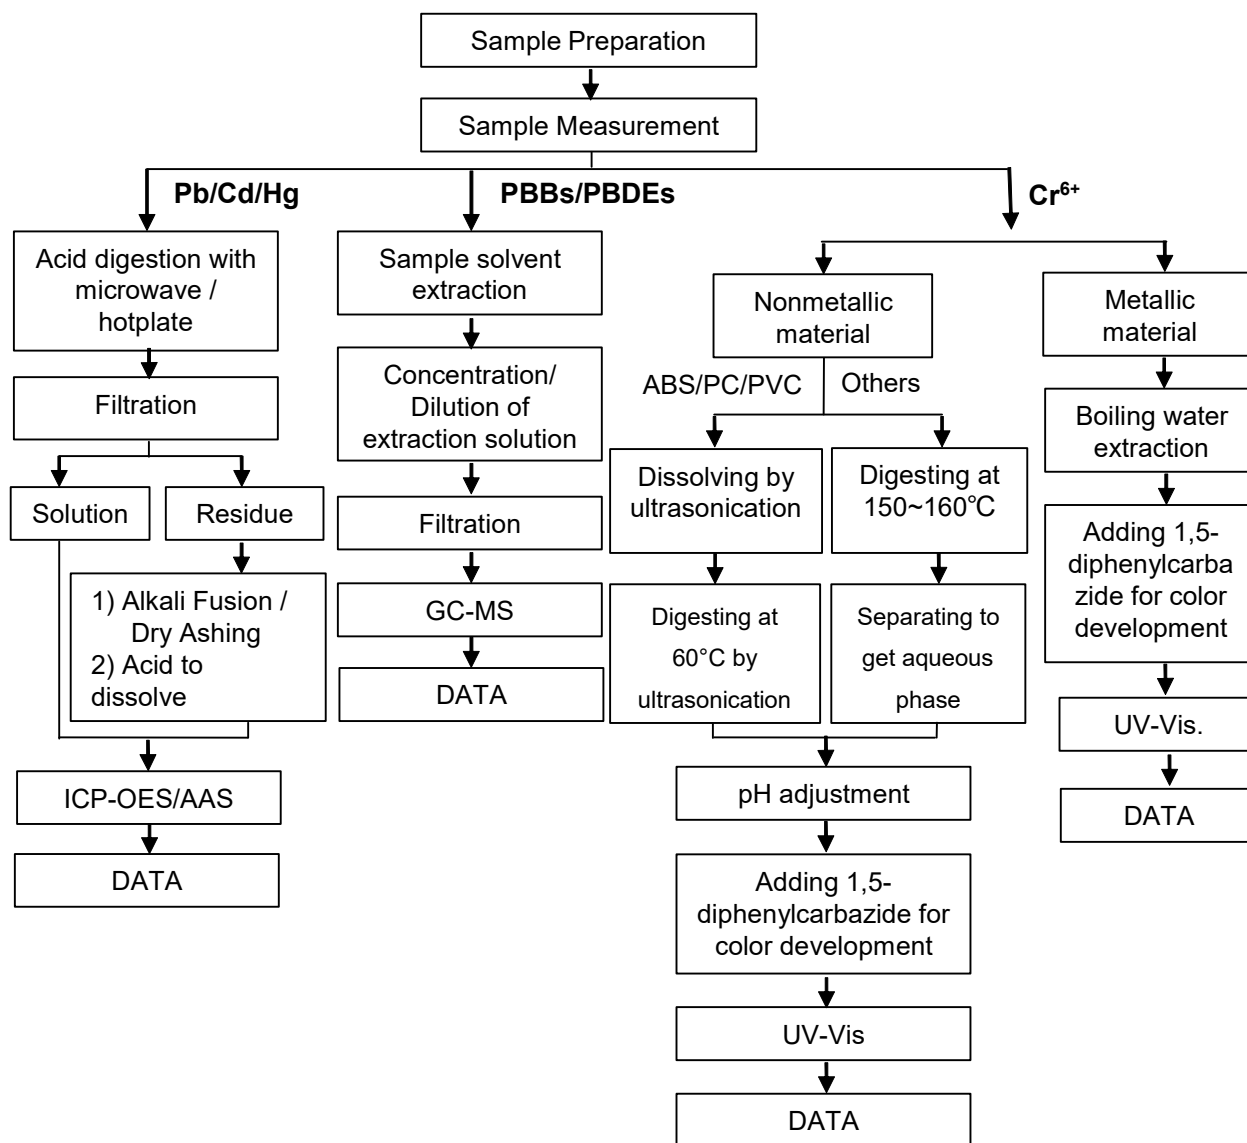 Sample Preparation
Sample Measurement
Pb/Cd/Hg
PBBs/PBDEs
Cr⁶⁺
Acid digestion with
microwave /
hotplate
Filtration
Solution
Residue
1) Alkali Fusion /
Dry Ashing
2) Acid to
dissolve
ICP-OES/AAS
DATA
Sample solvent
extraction
Concentration/
Dilution of
extraction solution
Filtration
GC-MS
DATA
Nonmetallic
material
ABS/PC/PVC
Others
Dissolving by
ultrasonication
Digesting at
60°C by
ultrasonication
Digesting at
150~160℃
Separating to
get aqueous
phase
pH adjustment
Adding 1,5-
diphenylcarbazide for
color development
UV-Vis
DATA
Metallic
material
Boiling water
extraction
Adding 1,5-
diphenylcarba
zide for color
development
UV-Vis.
DATA